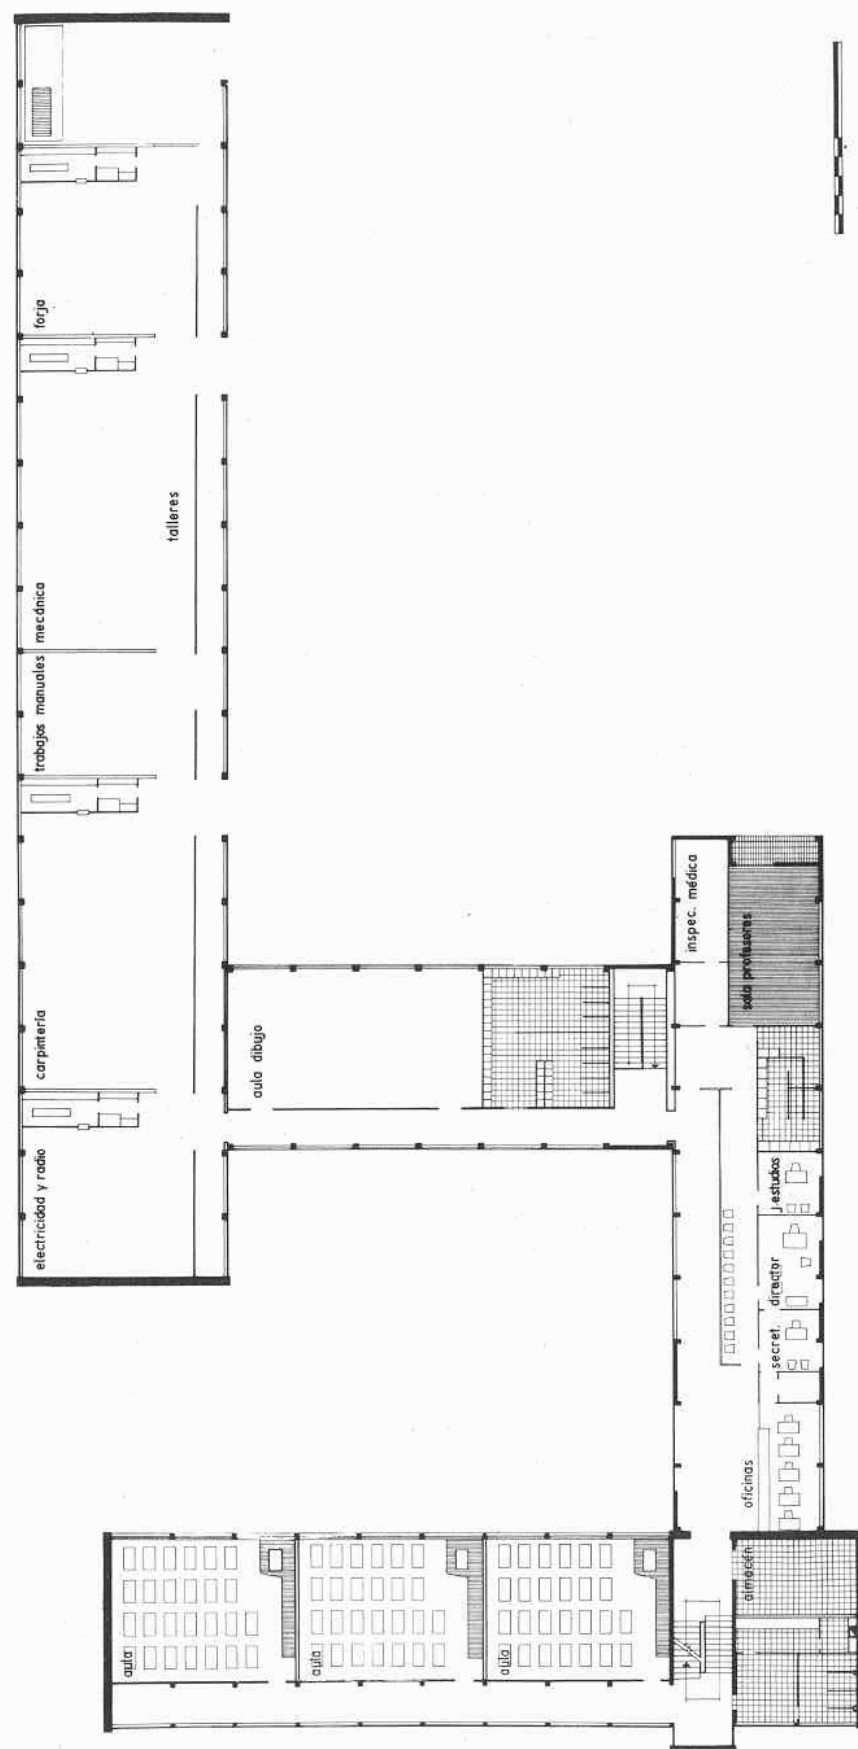 forja
talleres
mecánica
trabajos manuales
carpintería
electricidad y radio
aula dibujo
inspec. médica
sala profesores
j.estudios
director
secret.
oficinas
almacén
aula
aula
aula